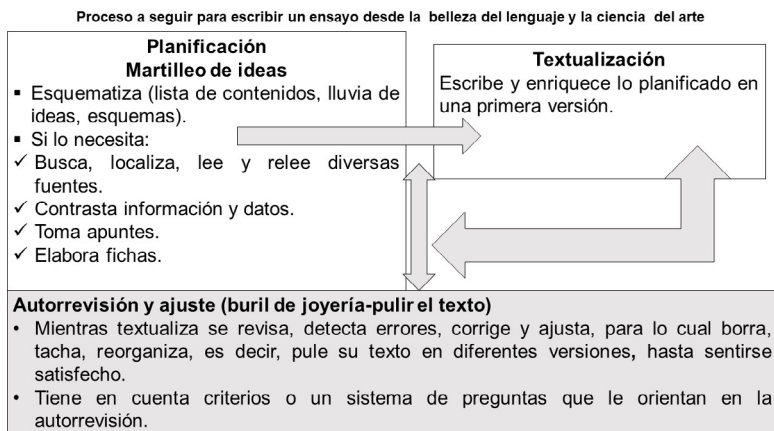 Proceso a seguir para escribir un ensayo desde la belleza del lenguaje y la ciencia del arte
Planificación
Martilleo de ideas
▪ Esquematiza (lista de contenidos, lluvia de
ideas, esquemas).
▪ Si lo necesita:
✓ Busca, localiza, lee y relee diversas
fuentes.
✓ Contrasta información y datos.
✓ Toma apuntes.
✓ Elabora fichas.
Textualización
Escribe y enriquece lo planificado en
una primera versión.
Autorrevisión y ajuste (buril de joyería-pulir el texto)
• Mientras textualiza se revisa, detecta errores, corrige y ajusta, para lo cual borra,
tacha, reorganiza, es decir, pule su texto en diferentes versiones, hasta sentirse
satisfecho.
• Tiene en cuenta criterios o un sistema de preguntas que le orientan en la
autorrevisión.